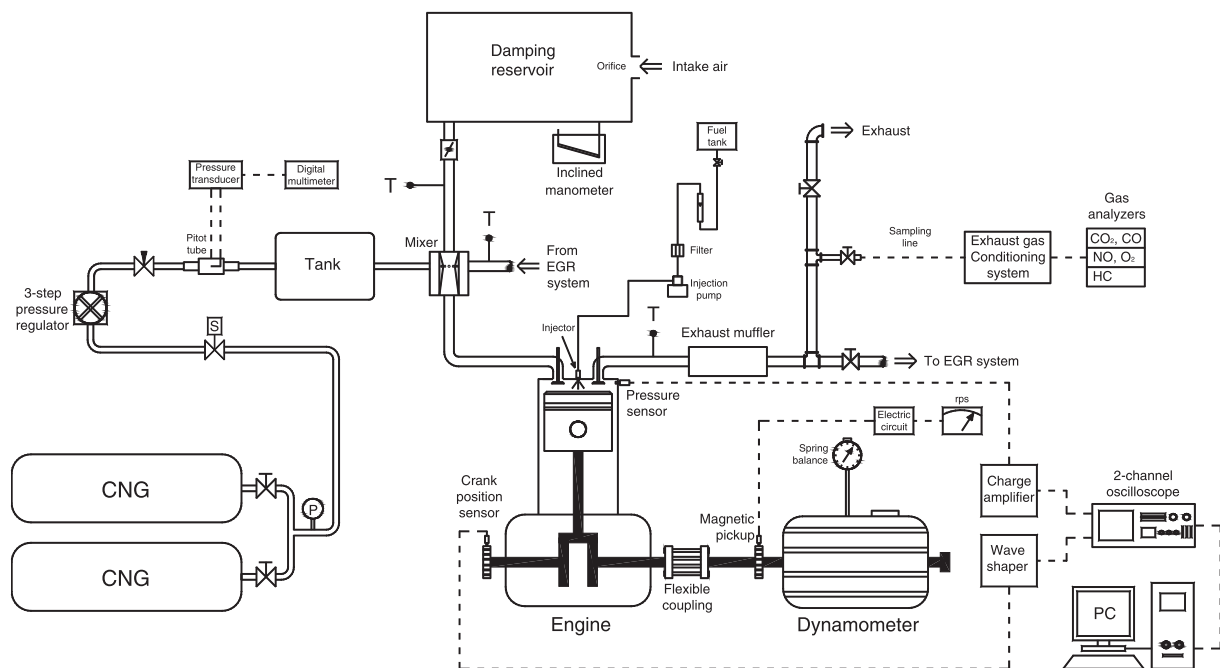 Damping
reservoir
Orifice
Intake air
Inclined
manometer
Fuel
tank
Exhaust
Pressure
transducer
Digital
multimeter
T
T
Pitot
tube
Tank
Mixer
From
EGR
system
Filter
Injection
pump
Sampling
line
Exhaust gas
Conditioning
system
Gas
analyzers
CO₂, CO
NO, O₂
HC
3-step
pressure
regulator
S
Injector
T
Exhaust muffler
To EGR system
Pressure
sensor
Electric
circuit
rps
Spring
balance
CNG
P
CNG
Crank
position
sensor
Magnetic
pickup
Flexible
coupling
Engine
Dynamometer
Charge
amplifier
Wave
shaper
2-channel
oscilloscope
PC